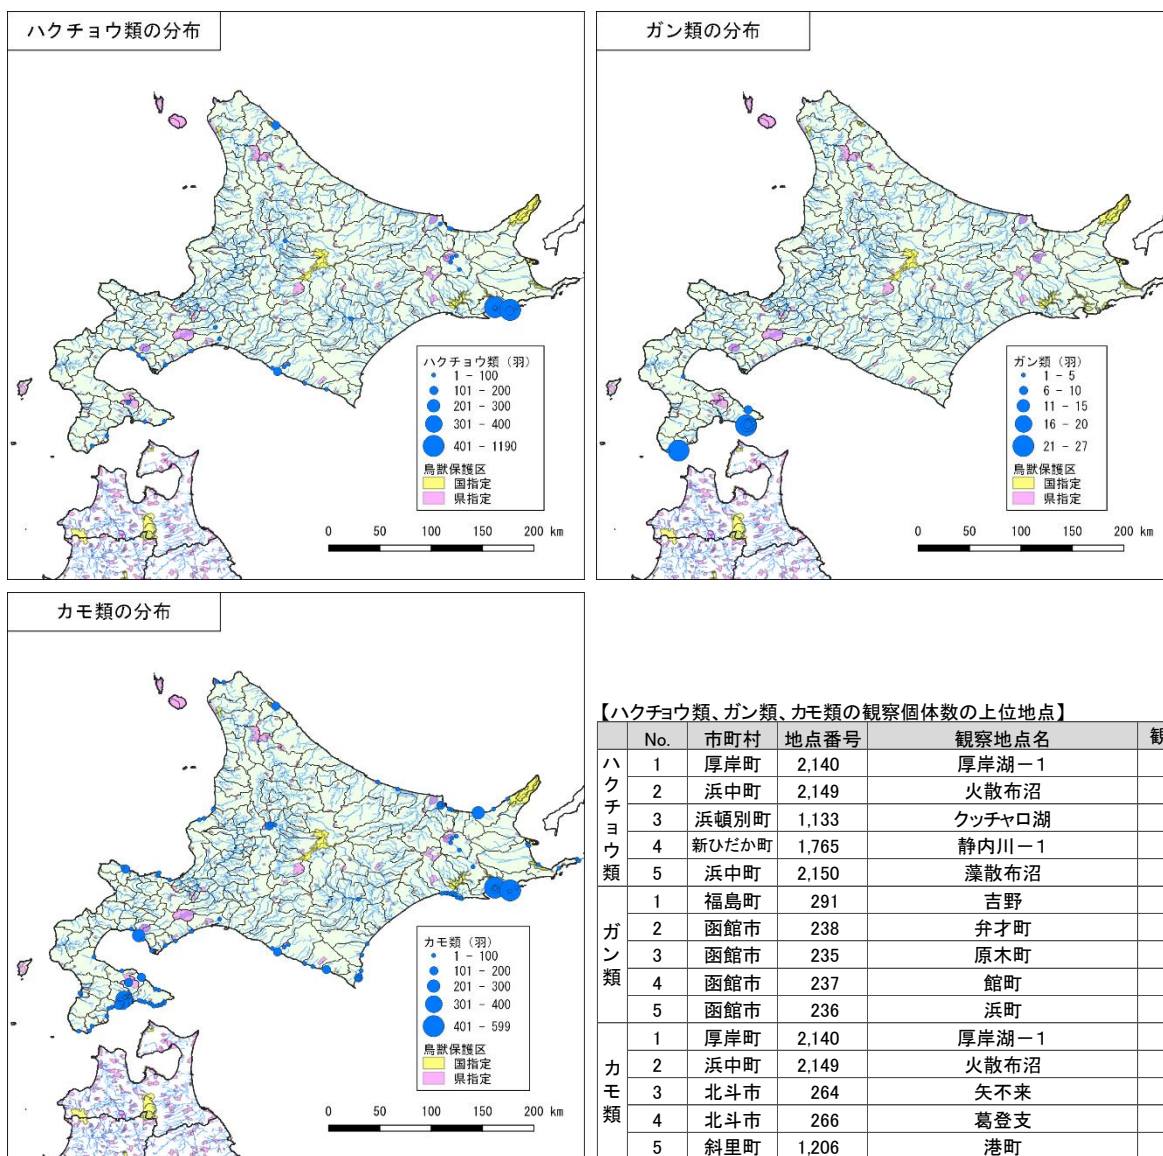 ハクチョウ類の分布
ハクチョウ類（羽）
1 - 100
101 - 200
201 - 300
301 - 400
401 - 1190
鳥獣保護区
国指定
県指定
0 50 100 150 200 km
ガン類の分布
ガン類（羽）
1 - 5
6 - 10
11 - 15
16 - 20
21 - 27
鳥獣保護区
国指定
県指定
0 50 100 150 200 km
カモ類の分布
カモ類（羽）
1 - 100
101 - 200
201 - 300
301 - 400
401 - 599
鳥獣保護区
国指定
県指定
0 50 100 150 200 km
【ハクチョウ類、ガン類、カモ類の観察個体数の上位地点】
No. 市町村 地点番号 観察地点名 観
ハクチョウ類
1 厚岸町 2,140 厚岸湖－1
2 浜中町 2,149 火散布沼
3 浜頓別町 1,133 クッチャロ湖
4 新ひだか町 1,765 静内川－1
5 浜中町 2,150 藻散布沼
ガン類
1 福島町 291 吉野
2 函館市 238 弁才町
3 函館市 235 原木町
4 函館市 237 館町
5 函館市 236 浜町
カモ類
1 厚岸町 2,140 厚岸湖－1
2 浜中町 2,149 火散布沼
3 北斗市 264 矢不来
4 北斗市 266 葛登支
5 斜里町 1,206 港町